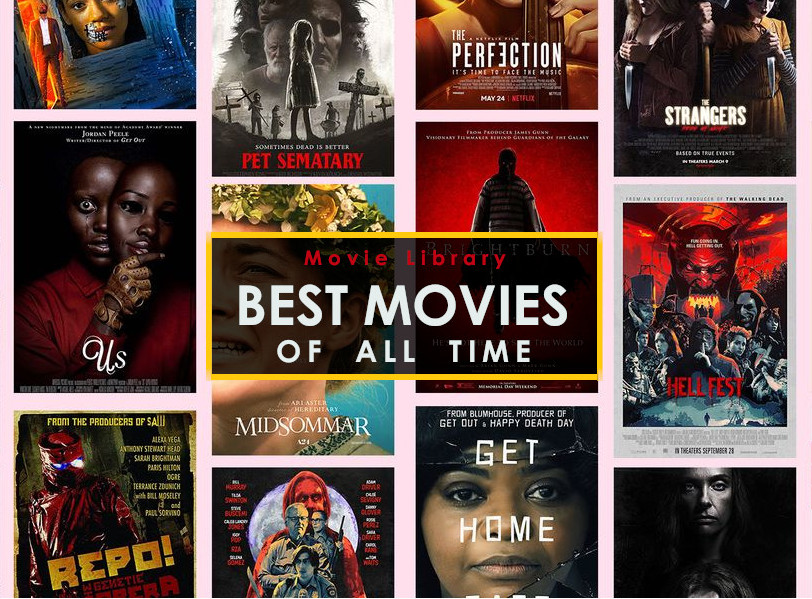 THE
A NETFLIX FILM
PERFECTION
IT'S TIME TO FACE THE MUSIC
MAY 24 | NETFLIX
SOMETIMES DEAD IS BETTER
PET SEMATARY
THE
STRANGERS
BASED ON TRUE EVENTS
IN THEATERS MARCH 9
A NEW NIGHTMARE FROM THE MIND OF ACADEMY AWARD® WINNER
JORDAN PEELE
WRITER/DIRECTOR OF GET OUT
Us
FROM PRODUCER JAMES GUNN
VISIONARY FILMMAKER BEHIND GUARDIANS OF THE GALAXY
BRIGHTBURN
MEMORIAL DAY WEEKEND
FROM AN EXECUTIVE PRODUCER OF THE WALKING DEAD
FUN GOING IN.
HELL GETTING OUT.
HELL FEST
IN THEATERS SEPTEMBER 28
Movie Library
BEST MOVIES
OF ALL TIME
from ARI ASTER
director of HEREDITARY
MIDSOMMAR
A24
FROM THE PRODUCERS OF SAW
ALEXA VEGA
ANTHONY STEWART HEAD
SARAH BRIGHTMAN
PARIS HILTON
OGRE
TERRANCE ZDUNICH
with BILL MOSELEY
and
PAUL SORVINO
REPO!
BILL MURRAY
TILDA SWINTON
STEVE BUSCEMI
CALEB LANDRY JONES
IGGY POP
RZA
SELENA GOMEZ
ADAM DRIVER
CHLOË SEVIGNY
DANNY GLOVER
ROSIE PEREZ
SARA DRIVER
CAROL KANE
TOM WAITS
FROM BLUMHOUSE, PRODUCER OF
GET OUT & HAPPY DEATH DAY
GET
HOME